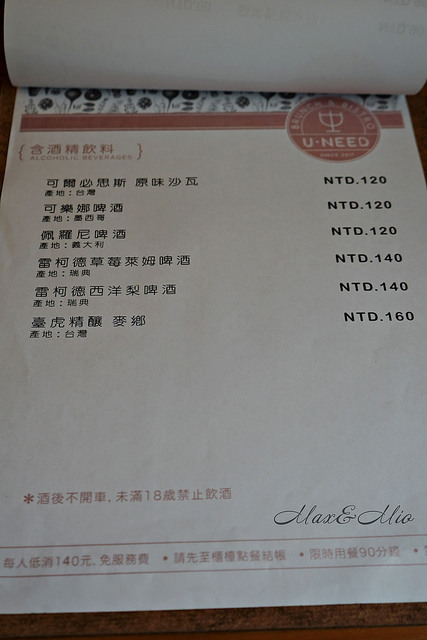 BRUNCH & BISTRO
U·NEED
SINCE 2017
{ 含酒精飲料 }
ALCOHOLIC BEVERAGES
可爾必思斯 原味沙瓦 NTD.120
產地:台灣
可樂娜啤酒 NTD.120
產地:墨西哥
佩羅尼啤酒 NTD.120
產地:義大利
雷柯德草莓萊姆啤酒 NTD.140
產地:瑞典
雷柯德西洋梨啤酒 NTD.140
產地:瑞典
臺虎精釀 麥鄉 NTD.160
產地:台灣
*酒後不開車, 未滿18歲禁止飲酒
Max&Mio
每人低消140元, 免服務費 • 請先至櫃檯點餐結帳 • 限時用餐90分鐘 •